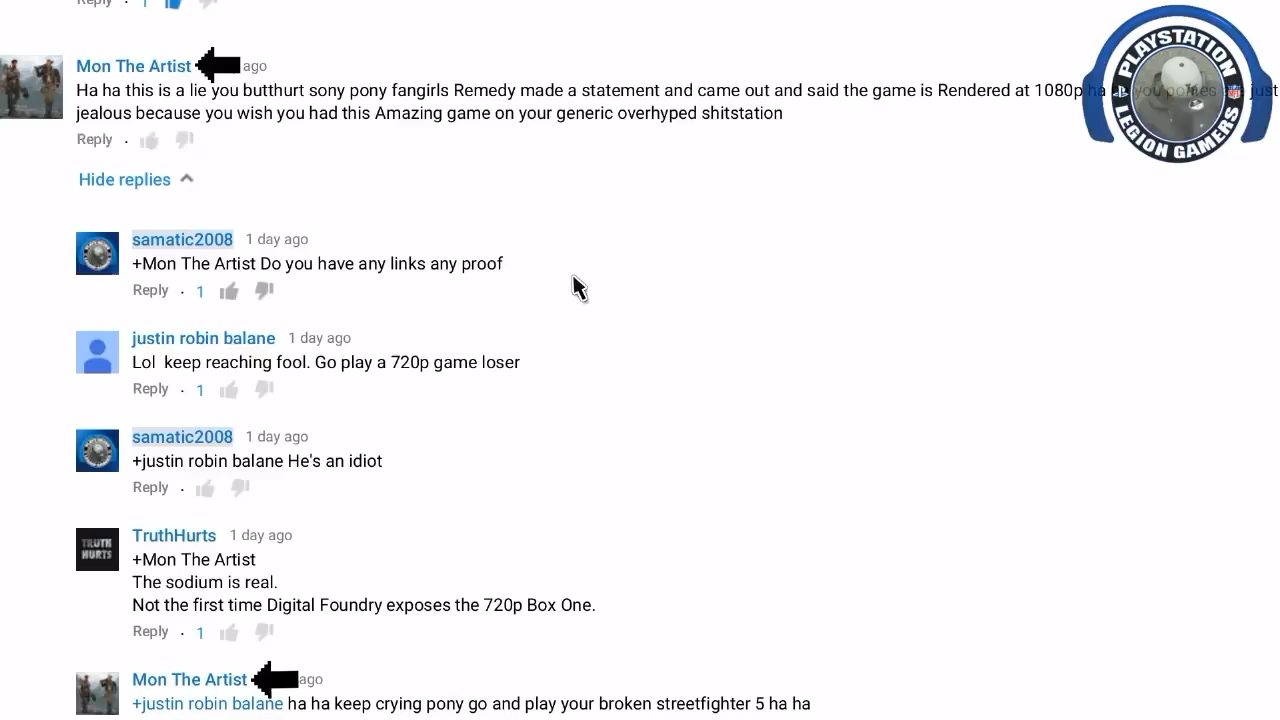 Reply · 1
Mon The Artist ago
Ha ha this is a lie you butthurt sony pony fangirls Remedy made a statement and came out and said the game is Rendered at 1080p ha ha you ponies are just
jealous because you wish you had this Amazing game on your generic overhyped shitstation
Reply ·
Hide replies
PLAYSTATION
LEGION GAMERS
NFL
samatic2008 1 day ago
+Mon The Artist Do you have any links any proof
Reply · 1
justin robin balane 1 day ago
Lol keep reaching fool. Go play a 720p game loser
Reply · 1
samatic2008 1 day ago
+justin robin balane He's an idiot
Reply ·
TRUTH
HURTS
TruthHurts 1 day ago
+Mon The Artist
The sodium is real.
Not the first time Digital Foundry exposes the 720p Box One.
Reply · 1
Mon The Artist ago
+justin robin balane ha ha keep crying pony go and play your broken streetfighter 5 ha ha